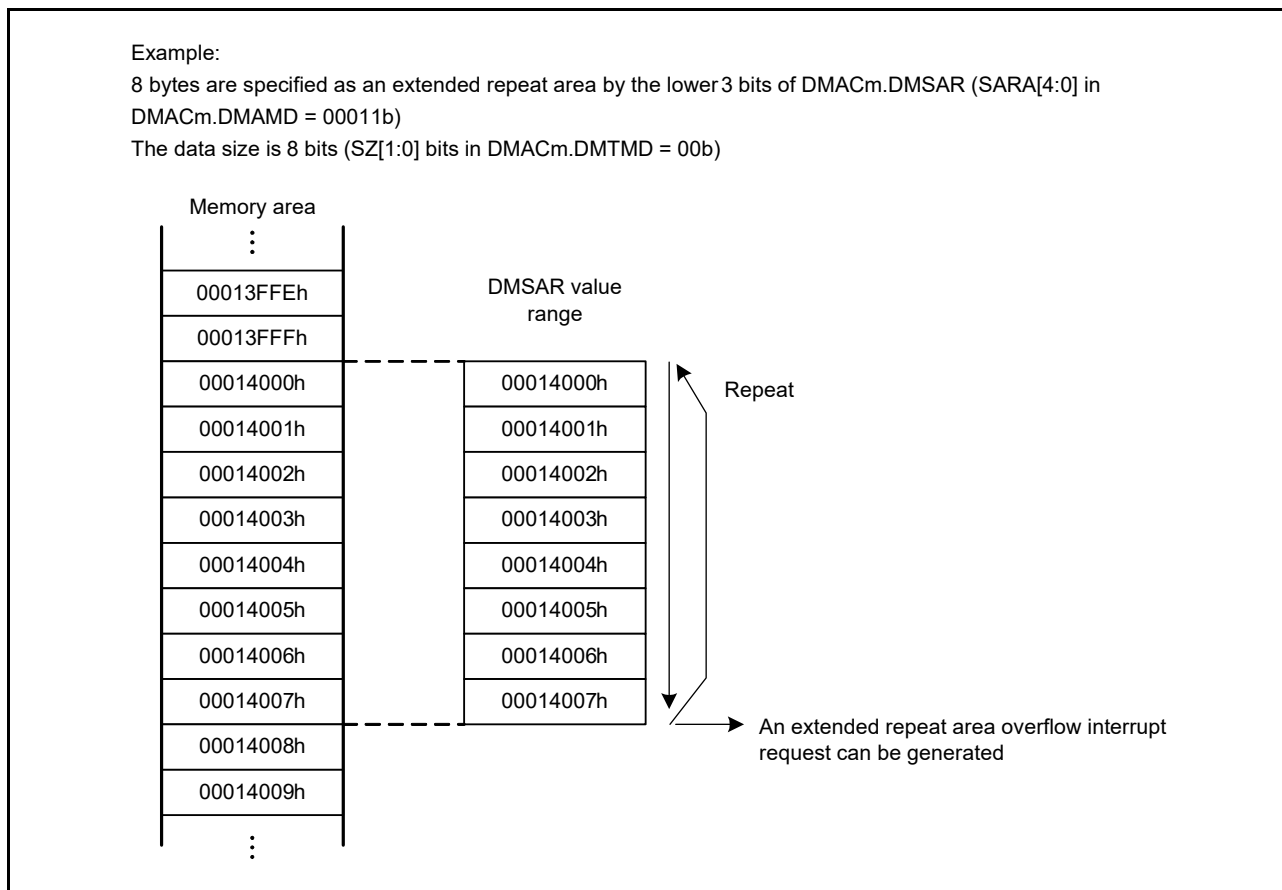 Example:
8 bytes are specified as an extended repeat area by the lower 3 bits of DMACm.DMSAR (SARA[4:0] in
DMACm.DMAMD = 00011b)
The data size is 8 bits (SZ[1:0] bits in DMACm.DMTMD = 00b)
Memory area
00013FFEh
00013FFFh
00014000h
00014001h
00014002h
00014003h
00014004h
00014005h
00014006h
00014007h
00014008h
00014009h
DMSAR value
range
00014000h
00014001h
00014002h
00014003h
00014004h
00014005h
00014006h
00014007h
Repeat
An extended repeat area overflow interrupt
request can be generated